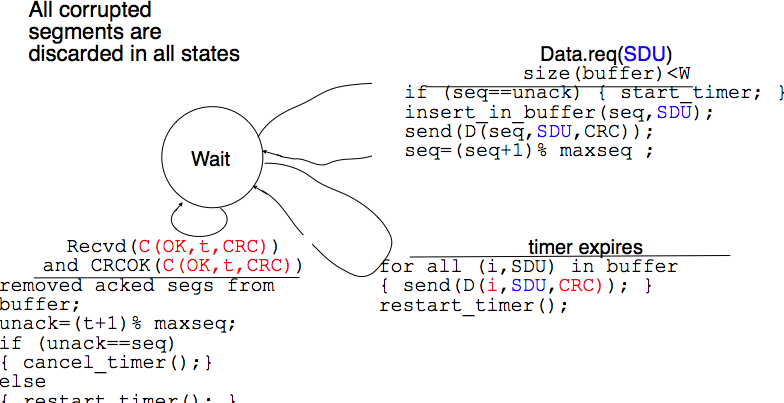 All corrupted
segments are
discarded in all states
Data.req(SDU)
size(buffer)<W
if (seq==unack) { start_timer; }
insert_in_buffer(seq,SDU);
send(D(seq,SDU,CRC));
seq=(seq+1)% maxseq ;
Wait
Recvd(C(OK,t,CRC))
and CRCOK(C(OK,t,CRC))
removed acked segs from
buffer;
unack=(t+1)% maxseq;
if (unack==seq)
{ cancel_timer();}
else
{ restart_timer(); }
timer expires
for all (i,SDU) in buffer
{ send(D(i,SDU,CRC)); }
restart_timer();